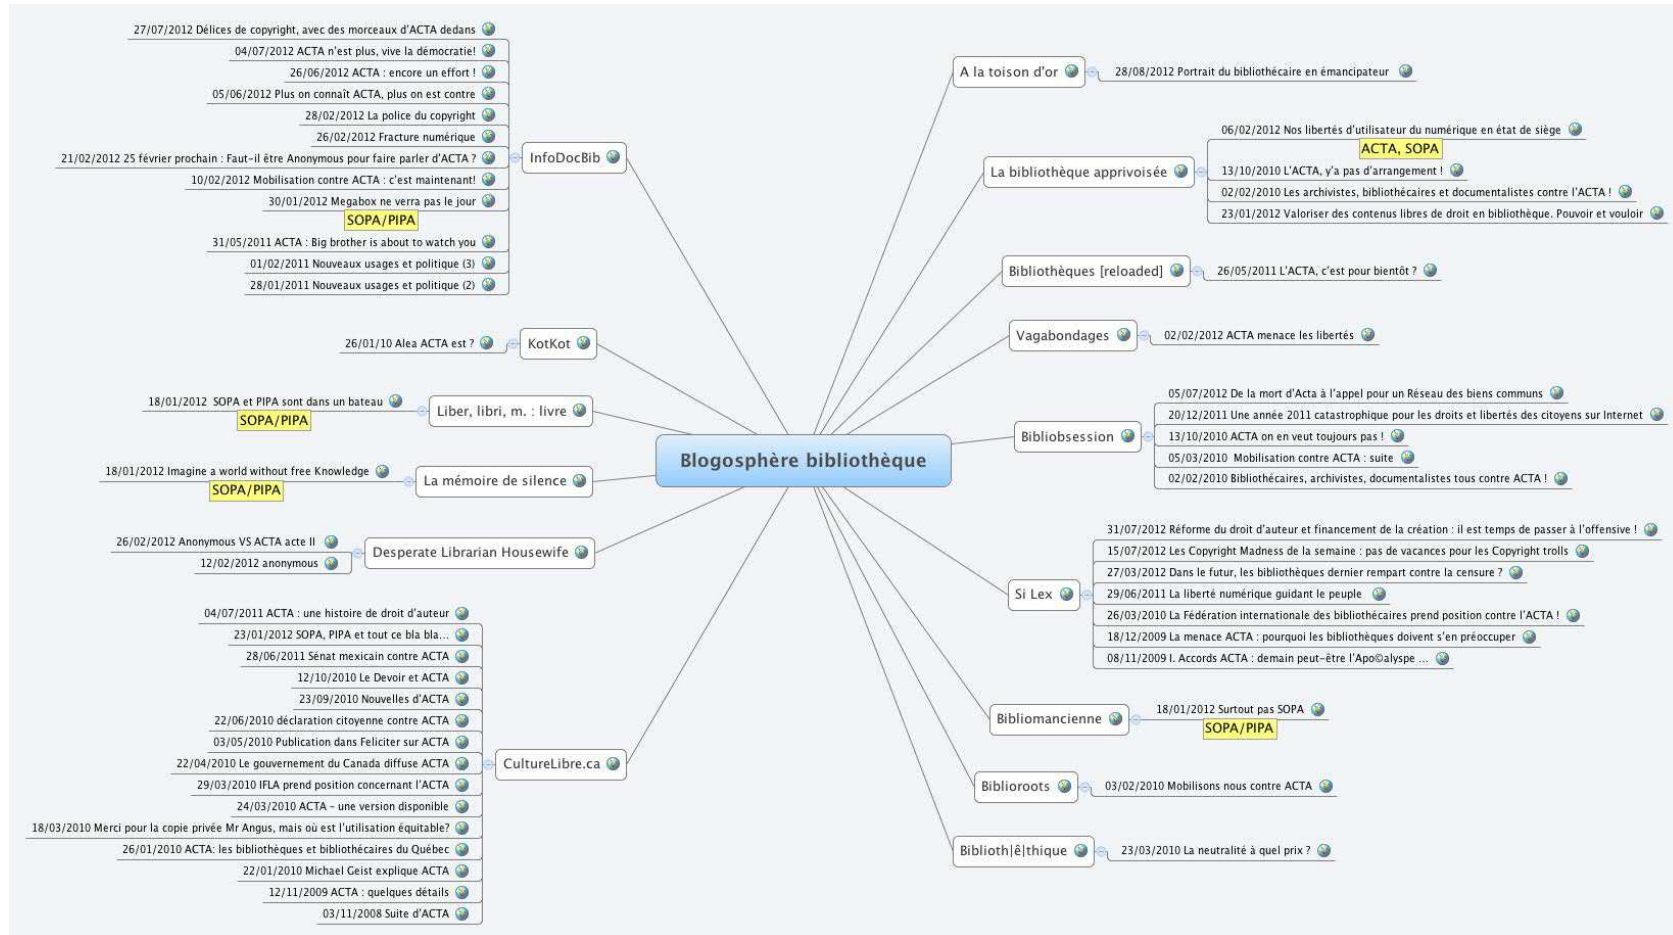 Blogosphère bibliothèque
InfoDocBib
27/07/2012 Délices de copyright, avec des morceaux d'ACTA dedans
04/07/2012 ACTA n'est plus, vive la démocratie!
26/06/2012 ACTA : encore un effort !
05/06/2012 Plus on connaît ACTA, plus on est contre
28/02/2012 La police du copyright
26/02/2012 Fracture numérique
21/02/2012 25 février prochain : Faut-il être Anonymous pour faire parler d'ACTA ?
10/02/2012 Mobilisation contre ACTA : c'est maintenant!
30/01/2012 Megabox ne verra pas le jour
SOPA/PIPA
31/05/2011 ACTA : Big brother is about to watch you
01/02/2011 Nouveaux usages et politique (3)
28/01/2011 Nouveaux usages et politique (2)
KotKot
26/01/10 Alea ACTA est ?
Liber, libri, m. : livre
18/01/2012 SOPA et PIPA sont dans un bateau
SOPA/PIPA
La mémoire de silence
18/01/2012 Imagine a world without free Knowledge
SOPA/PIPA
Desperate Librarian Housewife
26/02/2012 Anonymous VS ACTA acte II
12/02/2012 anonymous
CultureLibre.ca
04/07/2011 ACTA : une histoire de droit d'auteur
23/01/2012 SOPA, PIPA et tout ce bla bla...
28/06/2011 Sénat mexicain contre ACTA
12/10/2010 Le Devoir et ACTA
23/09/2010 Nouvelles d'ACTA
22/06/2010 déclaration citoyenne contre ACTA
03/05/2010 Publication dans Feliciter sur ACTA
22/04/2010 Le gouvernement du Canada diffuse ACTA
29/03/2010 IFLA prend position concernant l'ACTA
24/03/2010 ACTA - une version disponible
18/03/2010 Merci pour la copie privée Mr Angus, mais où est l'utilisation équitable?
26/01/2010 ACTA: les bibliothèques et bibliothécaires du Québec
22/01/2010 Michael Geist explique ACTA
12/11/2009 ACTA : quelques détails
03/11/2008 Suite d'ACTA
A la toison d'or
28/08/2012 Portrait du bibliothécaire en émancipateur
La bibliothèque apprivoisée
06/02/2012 Nos libertés d'utilisateur du numérique en état de siège
ACTA, SOPA
13/10/2010 L'ACTA, y'a pas d'arrangement !
02/02/2010 Les archivistes, bibliothécaires et documentalistes contre l'ACTA !
23/01/2012 Valoriser des contenus libres de droit en bibliothèque. Pouvoir et vouloir
Bibliothèques [reloaded]
26/05/2011 L'ACTA, c'est pour bientôt ?
Vagabondages
02/02/2012 ACTA menace les libertés
Bibliobsession
05/07/2012 De la mort d'Acta à l'appel pour un Réseau des biens communs
20/12/2011 Une année 2011 catastrophique pour les droits et libertés des citoyens sur Internet
13/10/2010 ACTA on en veut toujours pas !
05/03/2010 Mobilisation contre ACTA : suite
02/02/2010 Bibliothécaires, archivistes, documentalistes tous contre ACTA !
Si Lex
31/07/2012 Réforme du droit d'auteur et financement de la création : il est temps de passer à l'offensive !
15/07/2012 Les Copyright Madness de la semaine : pas de vacances pour les Copyright trolls
27/03/2012 Dans le futur, les bibliothèques dernier rempart contre la censure ?
29/06/2011 La liberté numérique guidant le peuple
26/03/2010 La Fédération internationale des bibliothécaires prend position contre l'ACTA !
18/12/2009 La menace ACTA : pourquoi les bibliothèques doivent s'en préoccuper
08/11/2009 I. Accords ACTA : demain peut-être l'Apo©alyspe ...
Bibliomancienne
18/01/2012 Surtout pas SOPA
SOPA/PIPA
Biblioroots
03/02/2010 Mobilisons nous contre ACTA
Biblioth|ê|thique
23/03/2010 La neutralité à quel prix ?